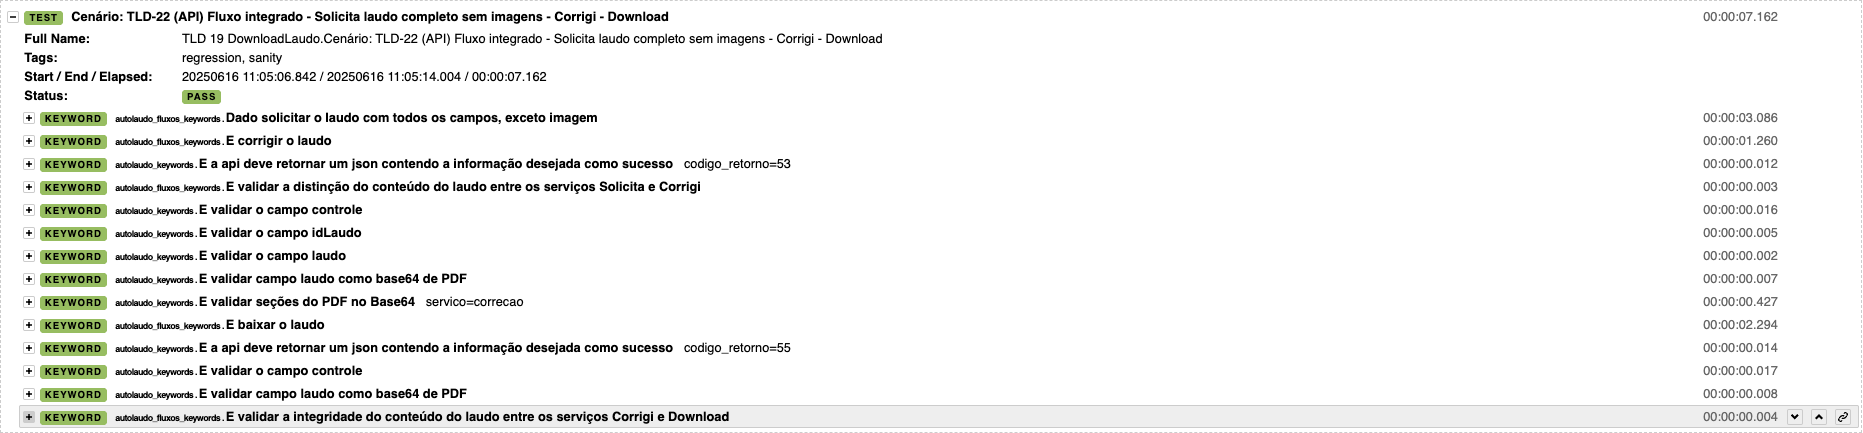 TEST Cenário: TLD-22 (API) Fluxo integrado - Solicita laudo completo sem imagens - Corrigi - Download 00:00:07.162
Full Name: TLD 19 DownloadLaudo.Cenário: TLD-22 (API) Fluxo integrado - Solicita laudo completo sem imagens - Corrigi - Download
Tags: regression, sanity
Start / End / Elapsed: 20250616 11:05:06.842 / 20250616 11:05:14.004 / 00:00:07.162
Status: PASS
KEYWORD autolaudo_fluxos_keywords.Dado solicitar o laudo com todos os campos, exceto imagem 00:00:03.086
KEYWORD autolaudo_fluxos_keywords.E corrigir o laudo 00:00:01.260
KEYWORD autolaudo_keywords.E a api deve retornar um json contendo a informação desejada como sucesso codigo_retorno=53 00:00:00.012
KEYWORD autolaudo_fluxos_keywords.E validar a distinção do conteúdo do laudo entre os serviços Solicita e Corrigi 00:00:00.003
KEYWORD autolaudo_keywords.E validar o campo controle 00:00:00.016
KEYWORD autolaudo_keywords.E validar o campo idLaudo 00:00:00.005
KEYWORD autolaudo_keywords.E validar o campo laudo 00:00:00.002
KEYWORD autolaudo_keywords.E validar campo laudo como base64 de PDF 00:00:00.007
KEYWORD autolaudo_keywords.E validar seções do PDF no Base64 servico=correcao 00:00:00.427
KEYWORD autolaudo_fluxos_keywords.E baixar o laudo 00:00:02.294
KEYWORD autolaudo_keywords.E a api deve retornar um json contendo a informação desejada como sucesso codigo_retorno=55 00:00:00.014
KEYWORD autolaudo_keywords.E validar o campo controle 00:00:00.017
KEYWORD autolaudo_keywords.E validar campo laudo como base64 de PDF 00:00:00.008
KEYWORD autolaudo_fluxos_keywords.E validar a integridade do conteúdo do laudo entre os serviços Corrigi e Download 00:00:00.004